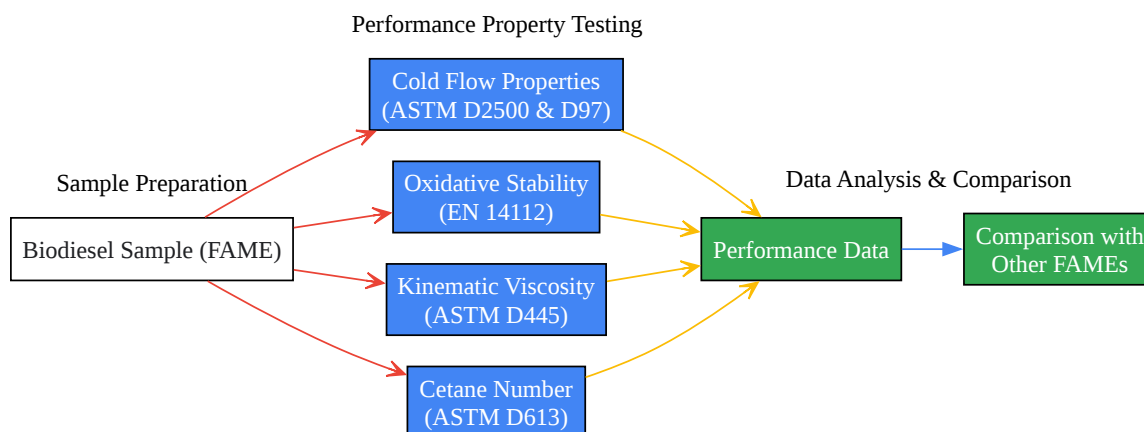 Performance Property Testing
Cold Flow Properties
(ASTM D2500 & D97)
Sample Preparation
Oxidative Stability
(EN 14112)
Data Analysis & Comparison
Biodiesel Sample (FAME)
Performance Data
Comparison with
Other FAMEs
Kinematic Viscosity
(ASTM D445)
Cetane Number
(ASTM D613)